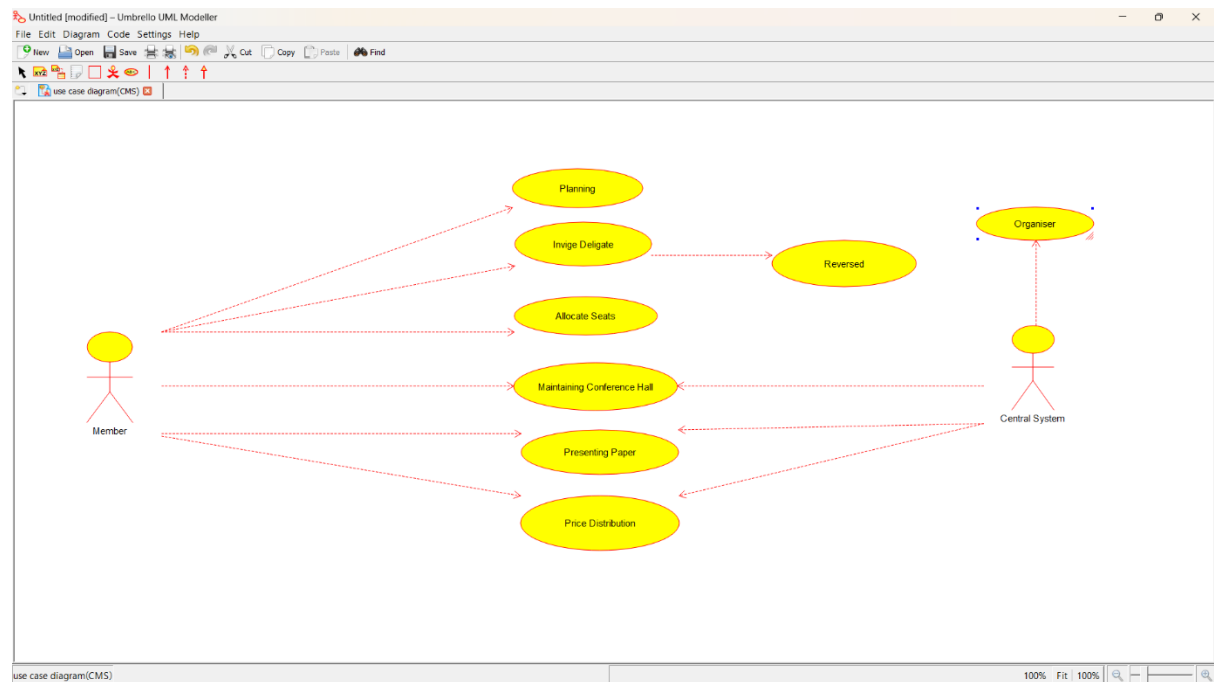 Untitled [modified] – Umbrello UML Modeller
File Edit Diagram Code Settings Help
New Open Save Cut Copy Paste Find
XYZ
use case diagram(CMS)
Planning
Organiser
Invige Deligate
Reversed
Allocate Seats
Maintaining Conference Hall
Central System
Member
Presenting Paper
Price Distribution
use case diagram(CMS) 100% Fit 100%